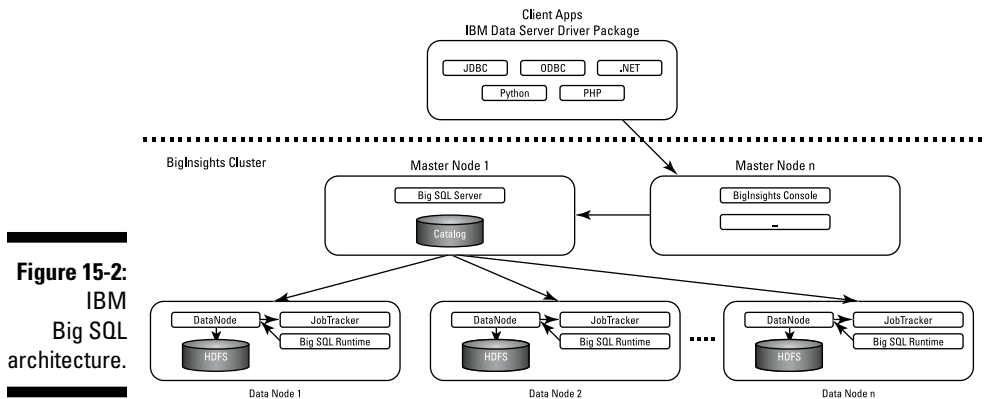 Client Apps
IBM Data Server Driver Package
JDBC
ODBC
.NET
Python
PHP
BigInsights Cluster
Master Node 1
Big SQL Server
Catalog
Master Node n
BigInsights Console
_
Figure 15-2:
IBM
Big SQL
architecture.
DataNode
JobTracker
Big SQL Runtime
HDFS
Data Node 1
DataNode
JobTracker
Big SQL Runtime
HDFS
Data Node 2
DataNode
JobTracker
Big SQL Runtime
HDFS
Data Node n